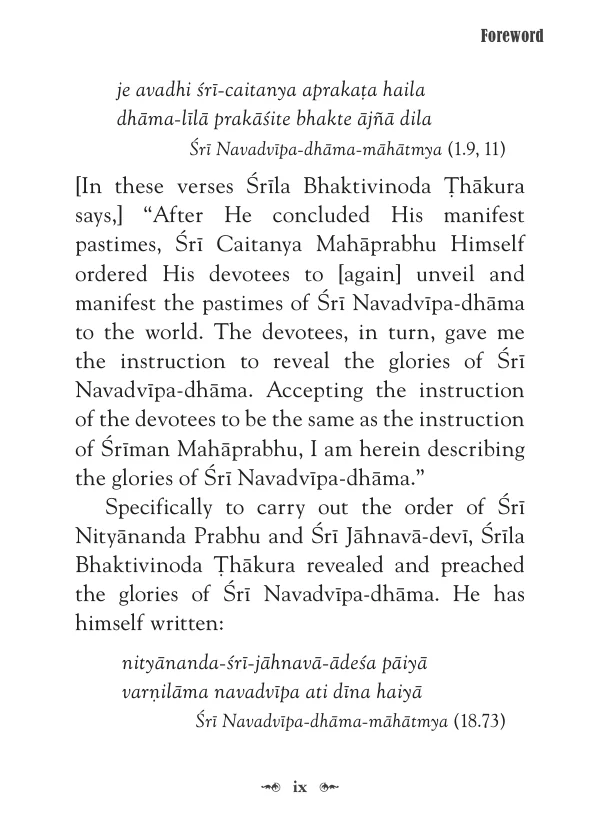 Foreword
je avadhi śrī-caitanya aprakaṭa haila
dhāma-līlā prakāśite bhakte ājñā dila
Śrī Navadvīpa-dhāma-māhātmya (1.9, 11)
[In these verses Śrīla Bhaktivinoda Ṭhākura
says,] “After He concluded His manifest
pastimes, Śrī Caitanya Mahāprabhu Himself
ordered His devotees to [again] unveil and
manifest the pastimes of Śrī Navadvīpa-dhāma
to the world. The devotees, in turn, gave me
the instruction to reveal the glories of Śrī
Navadvīpa-dhāma. Accepting the instruction
of the devotees to be the same as the instruction
of Śrīman Mahāprabhu, I am herein describing
the glories of Śrī Navadvīpa-dhāma.”
Specifically to carry out the order of Śrī
Nityānanda Prabhu and Śrī Jāhnavā-devī, Śrīla
Bhaktivinoda Ṭhākura revealed and preached
the glories of Śrī Navadvīpa-dhāma. He has
himself written:
nityānanda-śrī-jāhnavā-ādeśa pāiyā
varṇilāma navadvīpa ati dīna haiyā
Śrī Navadvīpa-dhāma-māhātmya (18.73)
ix